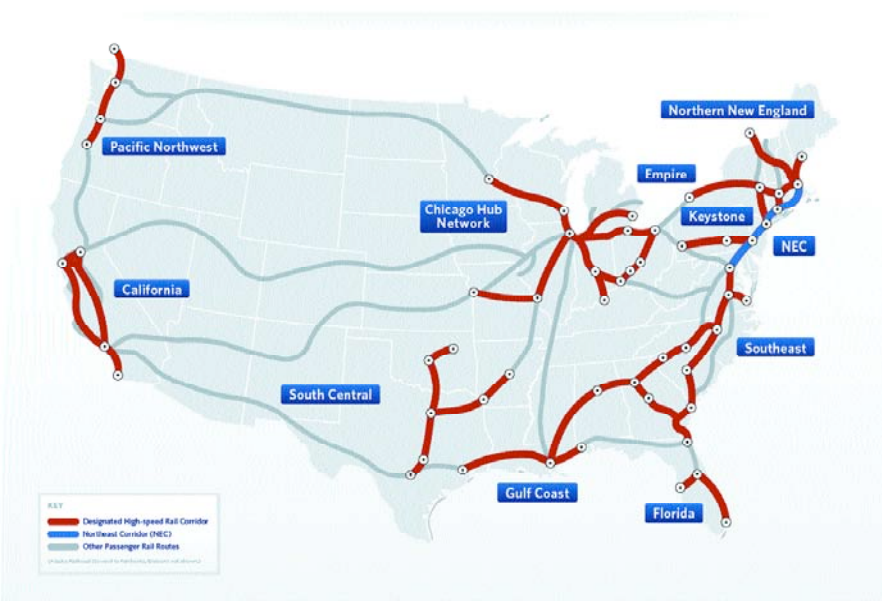 Northern New England
Pacific Northwest
Empire
Chicago Hub
Network
Keystone
NEC
California
Southeast
South Central
Gulf Coast
Florida
KEY
Designated High-speed Rail Corridor
Northeast Corridor (NEC)
Other Passenger Rail Routes